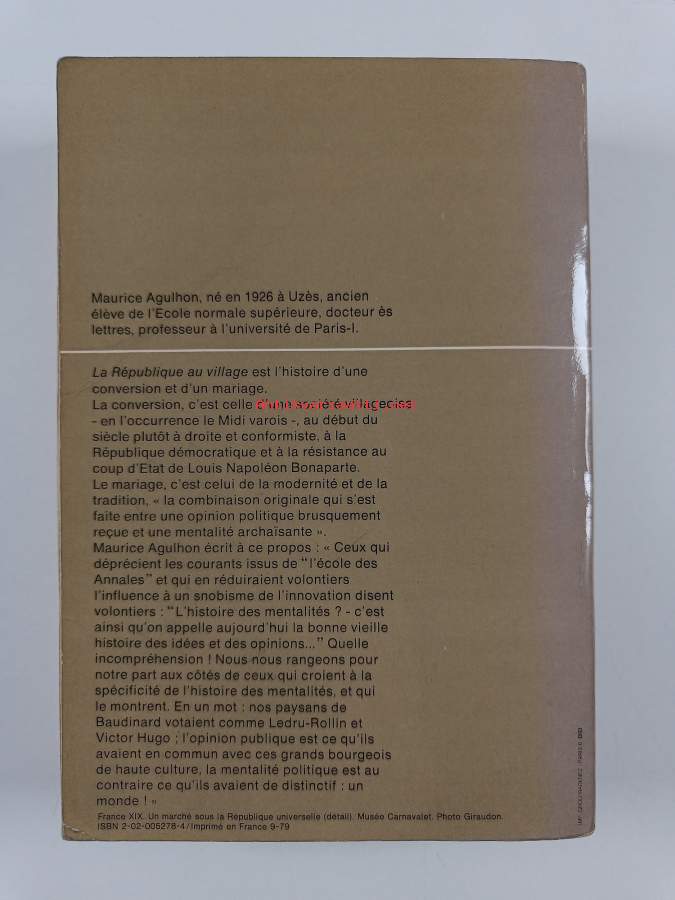 Maurice Agulhon, né en 1926 à Uzès, ancien
élève de l'Ecole normale supérieure, docteur ès
lettres, professeur à l'université de Paris-I.
La République au village est l'histoire d'une
conversion et d'un mariage.
La conversion, c'est celle d'une société villageoise
- en l'occurrence le Midi varois -, au début du
siècle plutôt à droite et conformiste, à la
République démocratique et à la résistance au
coup d'Etat de Louis Napoléon Bonaparte.
Le mariage, c'est celui de la modernité et de la
tradition, « la combinaison originale qui s'est
faite entre une opinion politique brusquement
reçue et une mentalité archaïsante ».
Maurice Agulhon écrit à ce propos : « Ceux qui
déprécient les courants issus de "l'école des
Annales" et qui en réduiraient volontiers
l'influence à un snobisme de l'innovation disent
volontiers : "L'histoire des mentalités ? - c'est
ainsi qu'on appelle aujourd'hui la bonne vieille
histoire des idées et des opinions..." Quelle
incompréhension ! Nous nous rangeons pour
notre part aux côtés de ceux qui croient à la
spécificité de l'histoire des mentalités, et qui
le montrent. En un mot : nos paysans de
Baudinard votaient comme Ledru-Rollin et
Victor Hugo ; l'opinion publique est ce qu'ils
avaient en commun avec ces grands bourgeois
de haute culture, la mentalité politique est au
contraire ce qu'ils avaient de distinctif : un
monde ! »
France XIX. Un marché sous la République universelle (détail). Musée Carnavalet. Photo Giraudon.
ISBN 2-02-005278-4/Imprimé en France 9-79